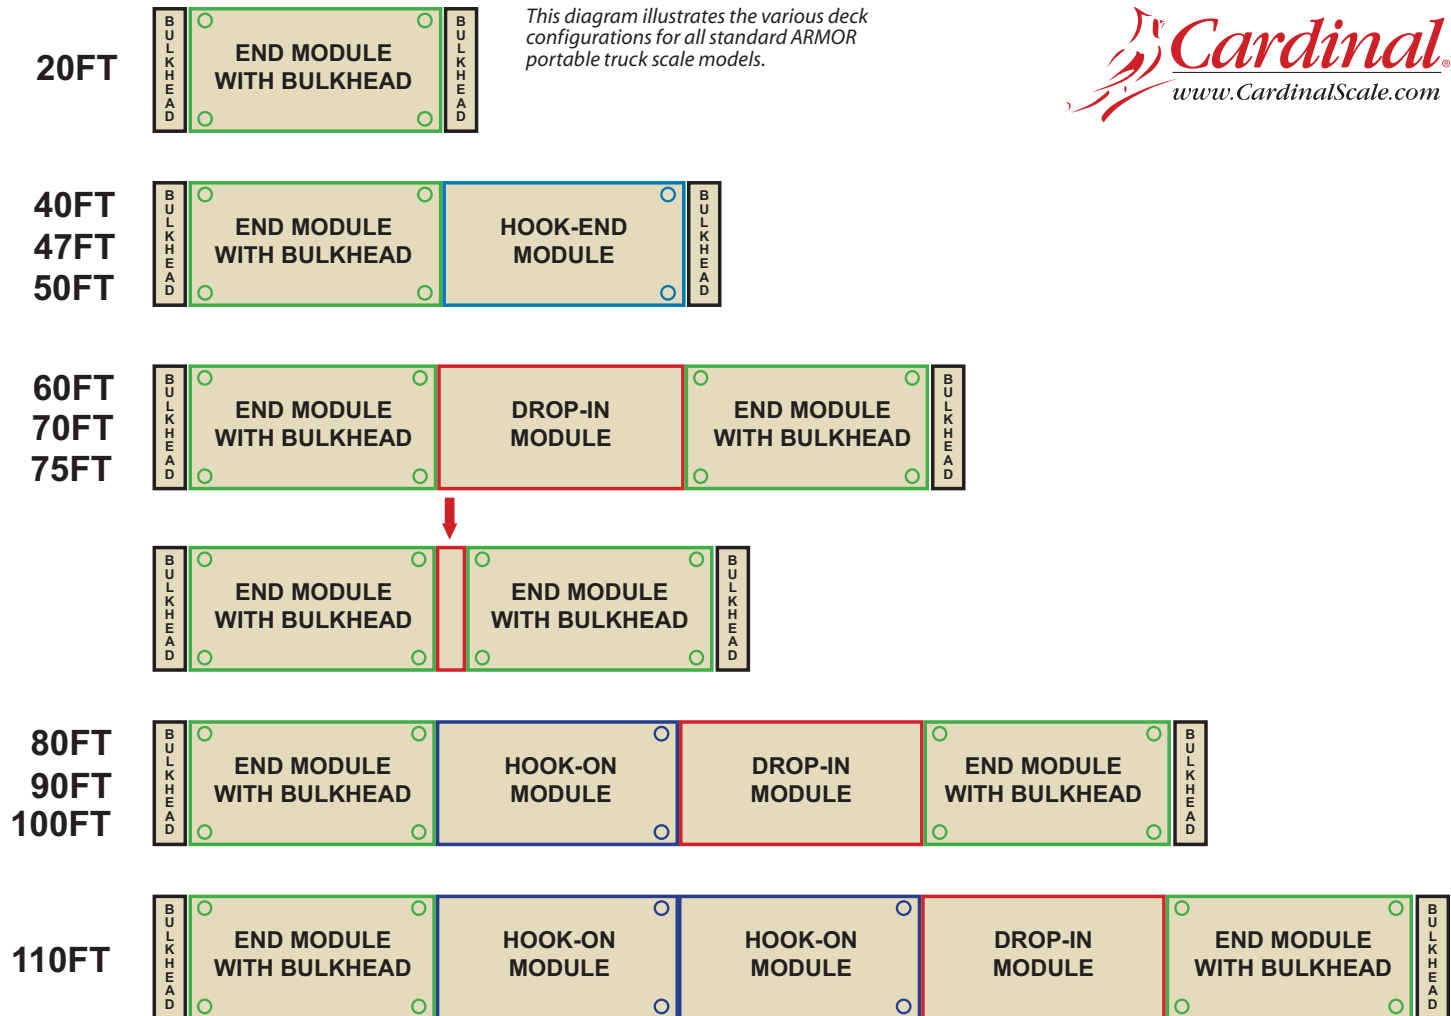 This diagram illustrates the various deck
configurations for all standard ARMOR
portable truck scale models.
Cardinal®
www.CardinalScale.com
20FT
BULKHEAD
END MODULE
WITH BULKHEAD
BULKHEAD
40FT
47FT
50FT
BULKHEAD
END MODULE
WITH BULKHEAD
HOOK-END
MODULE
BULKHEAD
60FT
70FT
75FT
BULKHEAD
END MODULE
WITH BULKHEAD
DROP-IN
MODULE
END MODULE
WITH BULKHEAD
BULKHEAD
BULKHEAD
END MODULE
WITH BULKHEAD
END MODULE
WITH BULKHEAD
BULKHEAD
80FT
90FT
100FT
BULKHEAD
END MODULE
WITH BULKHEAD
HOOK-ON
MODULE
DROP-IN
MODULE
END MODULE
WITH BULKHEAD
BULKHEAD
110FT
BULKHEAD
END MODULE
WITH BULKHEAD
HOOK-ON
MODULE
HOOK-ON
MODULE
DROP-IN
MODULE
END MODULE
WITH BULKHEAD
BULKHEAD